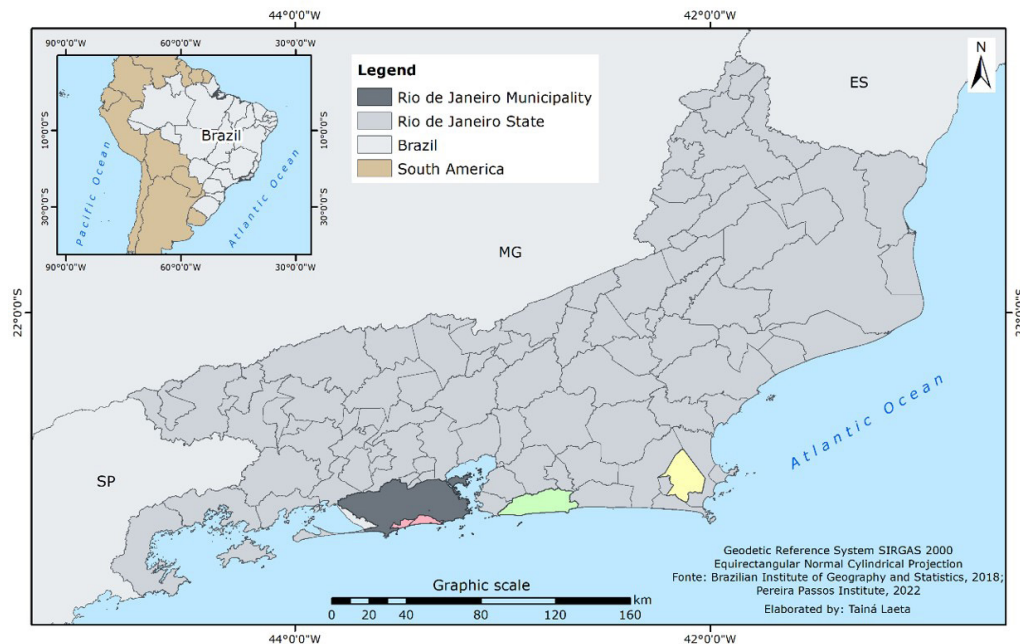 44°0'0"W
42°0'0"W
90°0'0"W
60°0'0"W
30°0'0"W
N
Legend
Rio de Janeiro Municipality
Rio de Janeiro State
Brazil
South America
ES
Brazil
10°0'0"S
10°0'0"S
Pacific Ocean
Atlantic Ocean
30°0'0"S
30°0'0"S
90°0'0"W
60°0'0"W
30°0'0"W
MG
22°0'0"S
22°0'0"S
Atlantic Ocean
SP
Geodetic Reference System SIRGAS 2000
Equirectangular Normal Cylindrical Projection
Fonte: Brazilian Institute of Geography and Statistics, 2018;
Pereira Passos Institute, 2022
Elaborated by: Tainá Laeta
Graphic scale
km
0 20 40 80 120 160
44°0'0"W
42°0'0"W